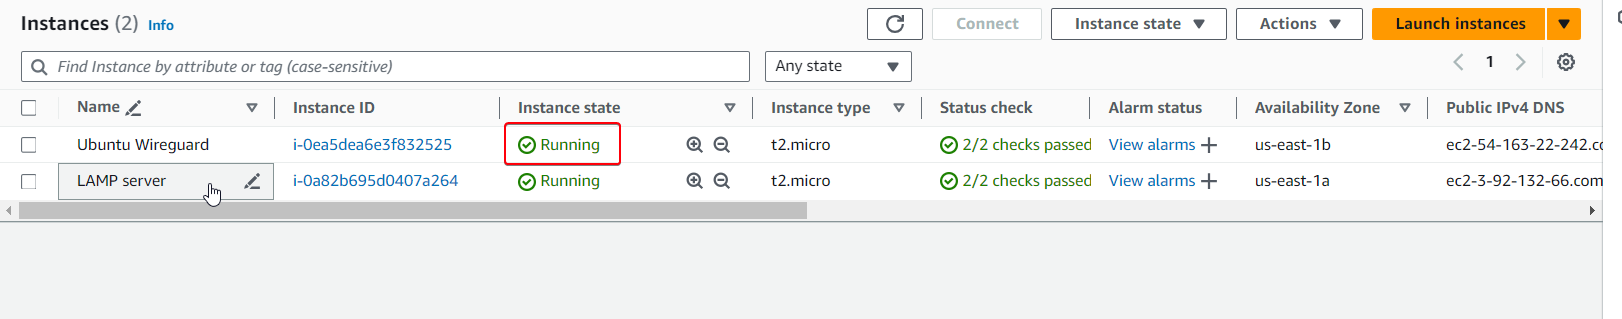 Instances (2) Info Connect Instance state Actions Launch instances
Find Instance by attribute or tag (case-sensitive) Any state 1
Name Instance ID Instance state Instance type Status check Alarm status Availability Zone Public IPv4 DNS
Ubuntu Wireguard i-0ea5dea6e3f832525 Running t2.micro 2/2 checks passed View alarms us-east-1b ec2-54-163-22-242.co
LAMP server i-0a82b695d0407a264 Running t2.micro 2/2 checks passed View alarms us-east-1a ec2-3-92-132-66.com